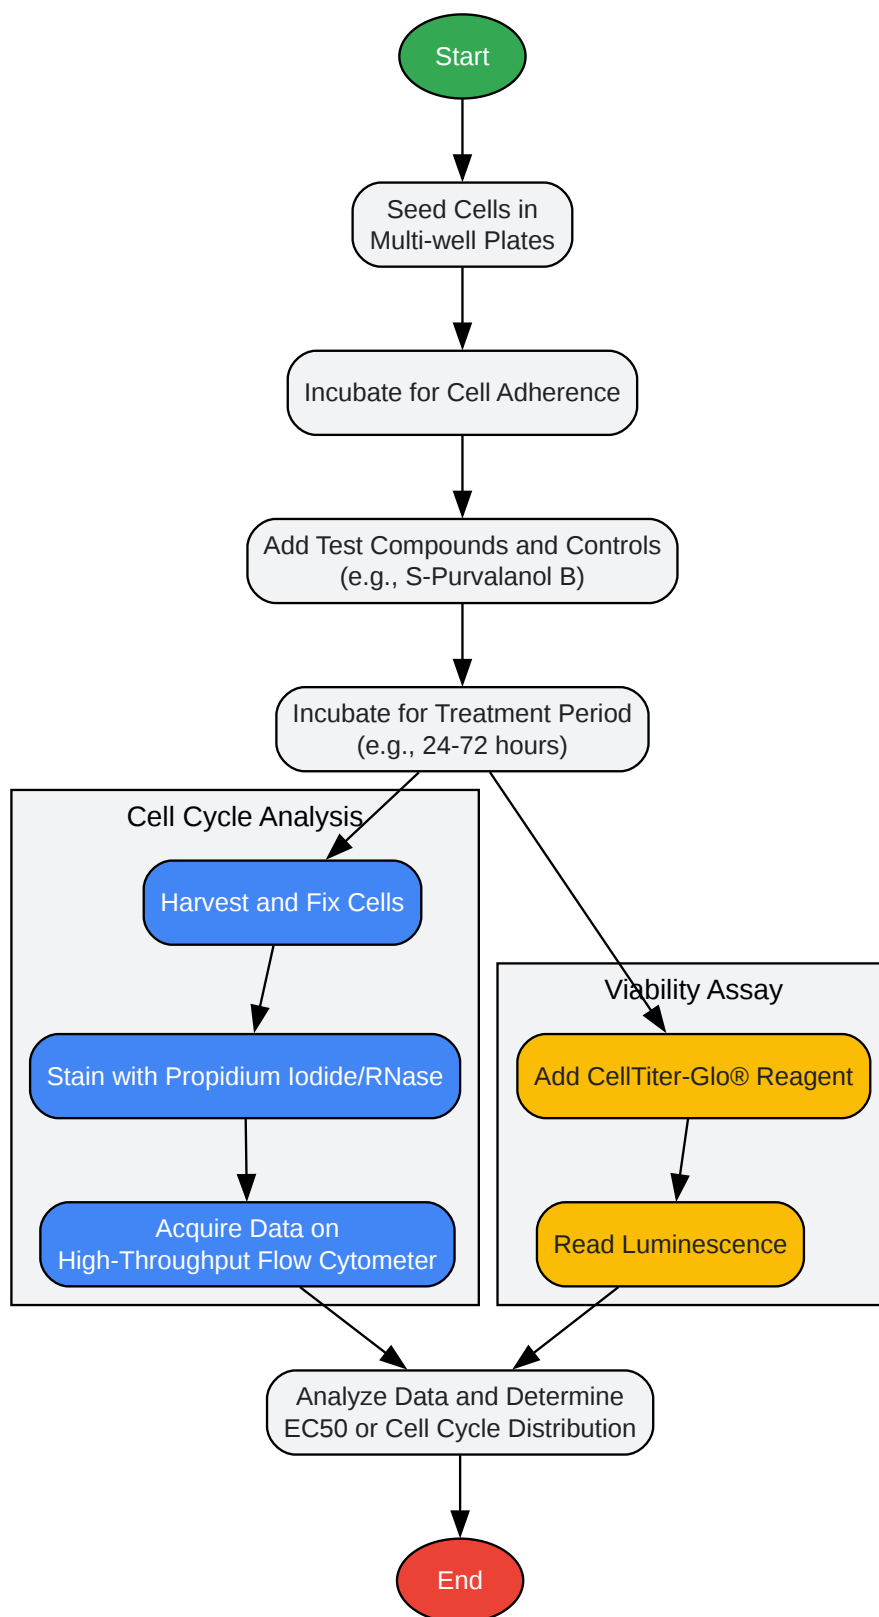 Start
Seed Cells in
Multi-well Plates
Incubate for Cell Adherence
Add Test Compounds and Controls
(e.g., S-Purvalanol B)
Incubate for Treatment Period
(e.g., 24-72 hours)
Cell Cycle Analysis
Harvest and Fix Cells
Stain with Propidium Iodide/RNase
Acquire Data on
High-Throughput Flow Cytometer
Viability Assay
Add CellTiter-Glo® Reagent
Read Luminescence
Analyze Data and Determine
EC50 or Cell Cycle Distribution
End